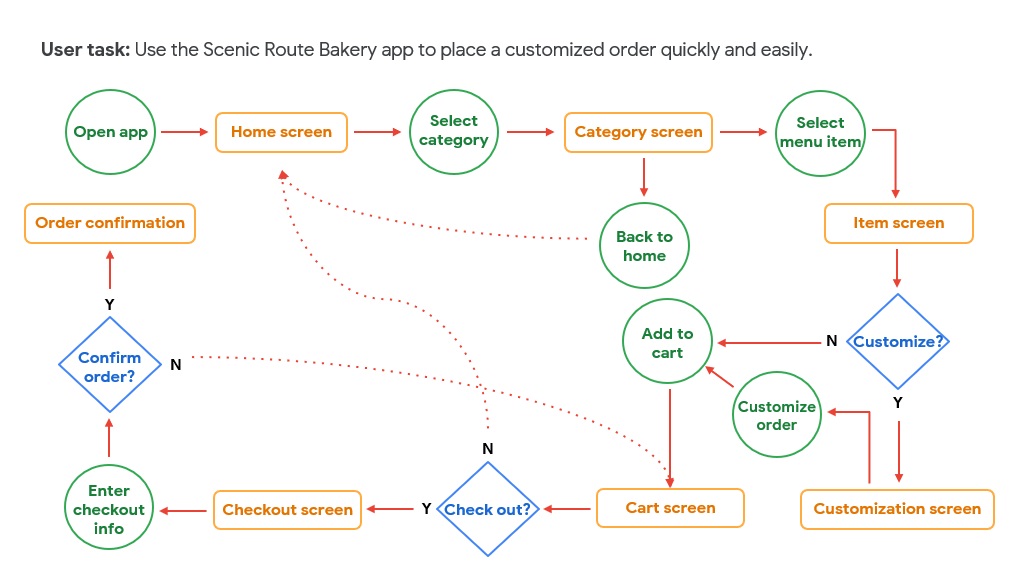 User task: Use the Scenic Route Bakery app to place a customized order quickly and easily.
Open app
Home screen
Select
category
Category screen
Select
menu item
Order confirmation
Back to
home
Item screen
Y
Confirm
order?
N
Add to
cart
N
Customize?
Customize
order
Y
N
Enter
checkout
info
Checkout screen
Y
Check out?
Cart screen
Customization screen